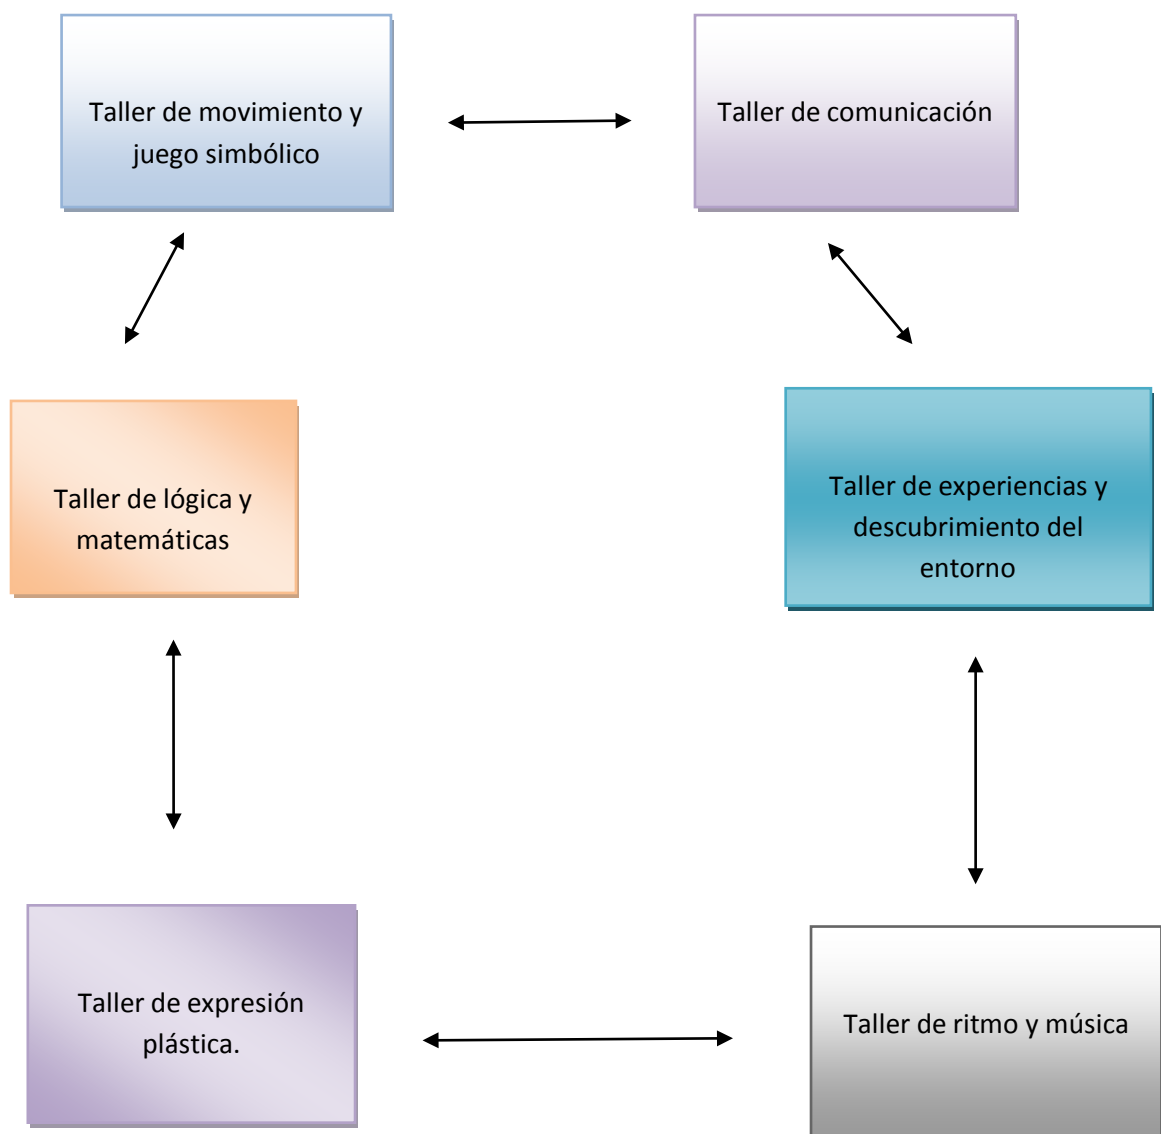 Taller de movimiento y
juego simbólico
Taller de comunicación
Taller de lógica y
matemáticas
Taller de experiencias y
descubrimiento del
entorno
Taller de expresión
plástica.
Taller de ritmo y música